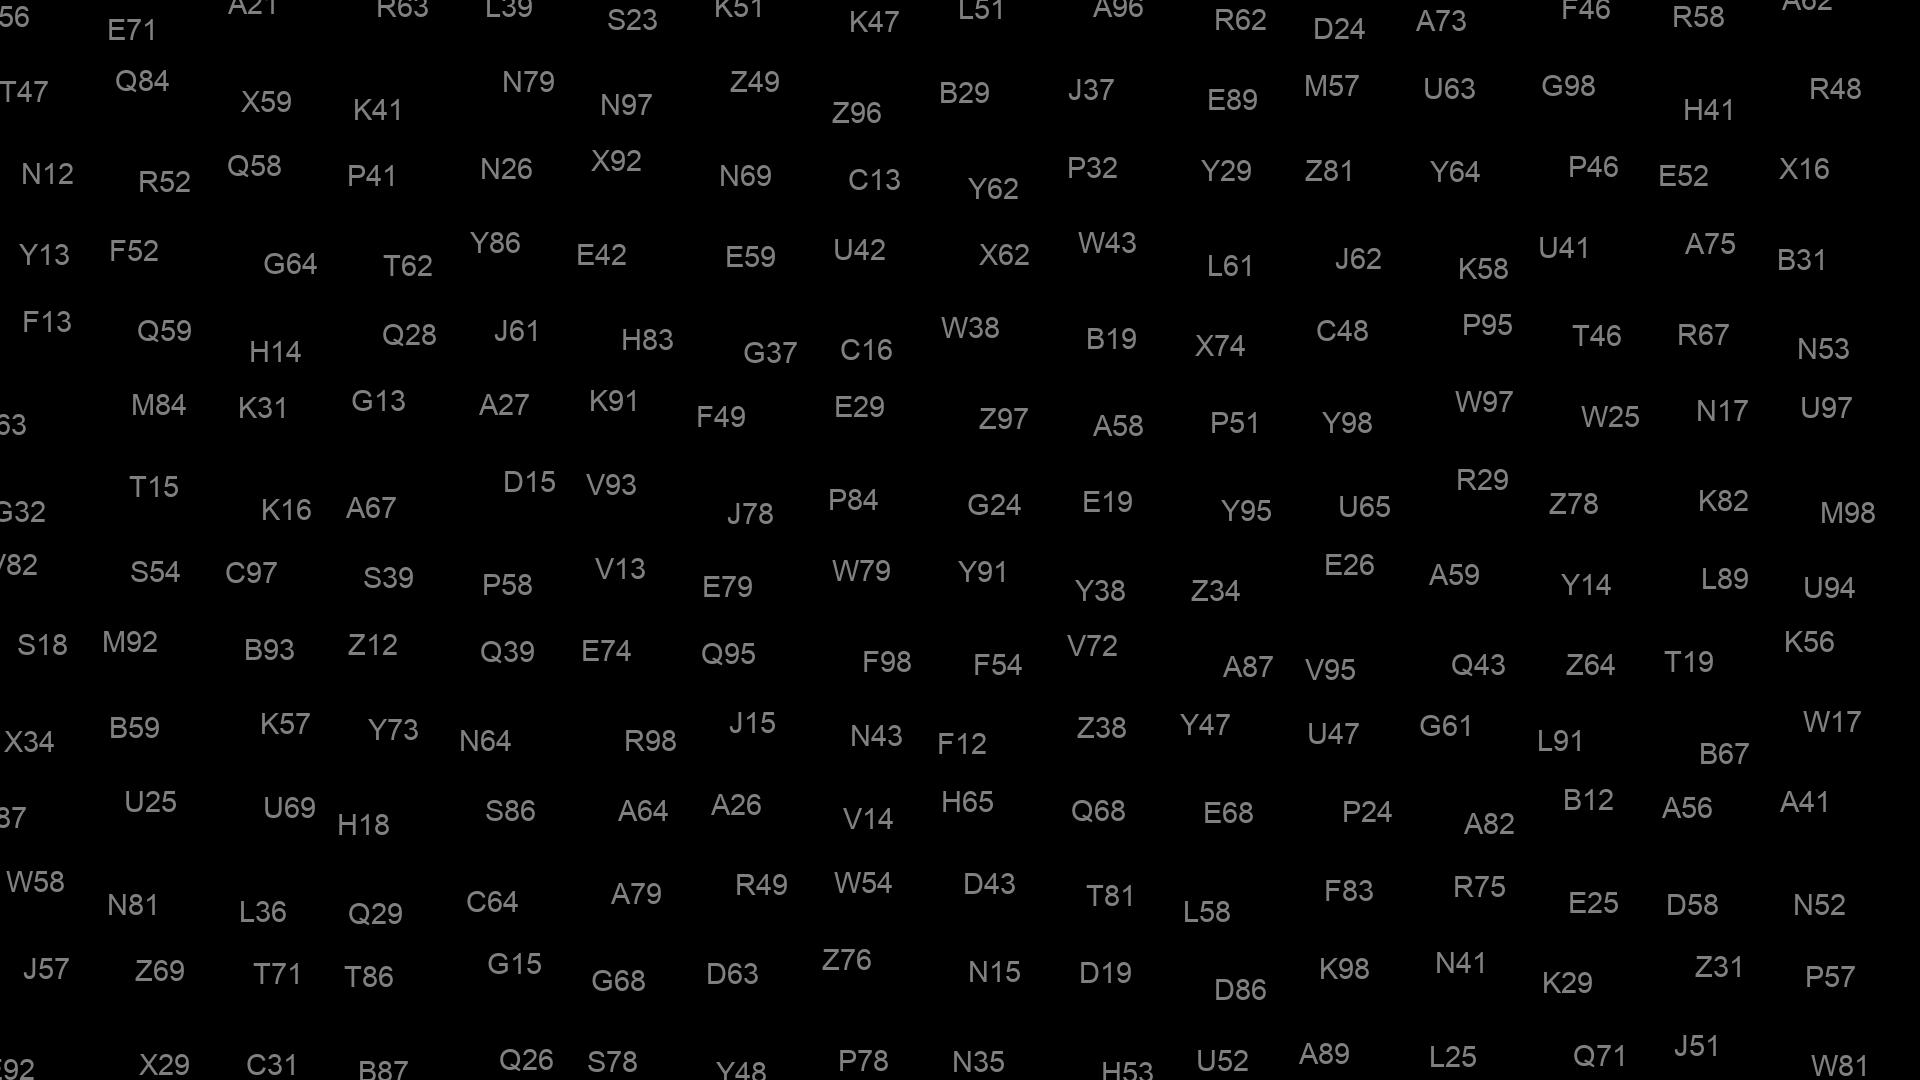 56 E71 A21 R63 L39 S23 K51 K47 L51 A96 R62 D24 A73 F46 R58 A62
T47 Q84 X59 K41 N79 N97 Z49 Z96 B29 J37 E89 M57 U63 G98 H41 R48
N12 R52 Q58 P41 N26 X92 N69 C13 Y62 P32 Y29 Z81 Y64 P46 E52 X16
Y13 F52 G64 T62 Y86 E42 E59 U42 X62 W43 L61 J62 K58 U41 A75 B31
F13 Q59 H14 Q28 J61 H83 G37 C16 W38 B19 X74 C48 P95 T46 R67 N53
63 M84 K31 G13 A27 K91 F49 E29 Z97 A58 P51 Y98 W97 W25 N17 U97
G32 T15 K16 A67 D15 V93 J78 P84 G24 E19 Y95 U65 R29 Z78 K82 M98
82 S54 C97 S39 P58 V13 E79 W79 Y91 Y38 Z34 E26 A59 Y14 L89 U94
S18 M92 B93 Z12 Q39 E74 Q95 F98 F54 V72 A87 V95 Q43 Z64 T19 K56
X34 B59 K57 Y73 N64 R98 J15 N43 F12 Z38 Y47 U47 G61 L91 B67 W17
87 U25 U69 H18 S86 A64 A26 V14 H65 Q68 E68 P24 A82 B12 A56 A41
W58 N81 L36 Q29 C64 A79 R49 W54 D43 T81 L58 F83 R75 E25 D58 N52
J57 Z69 T71 T86 G15 G68 D63 Z76 N15 D19 D86 K98 N41 K29 Z31 P57
92 X29 C31 B87 Q26 S78 Y48 P78 N35 H53 U52 A89 L25 Q71 J51 W81